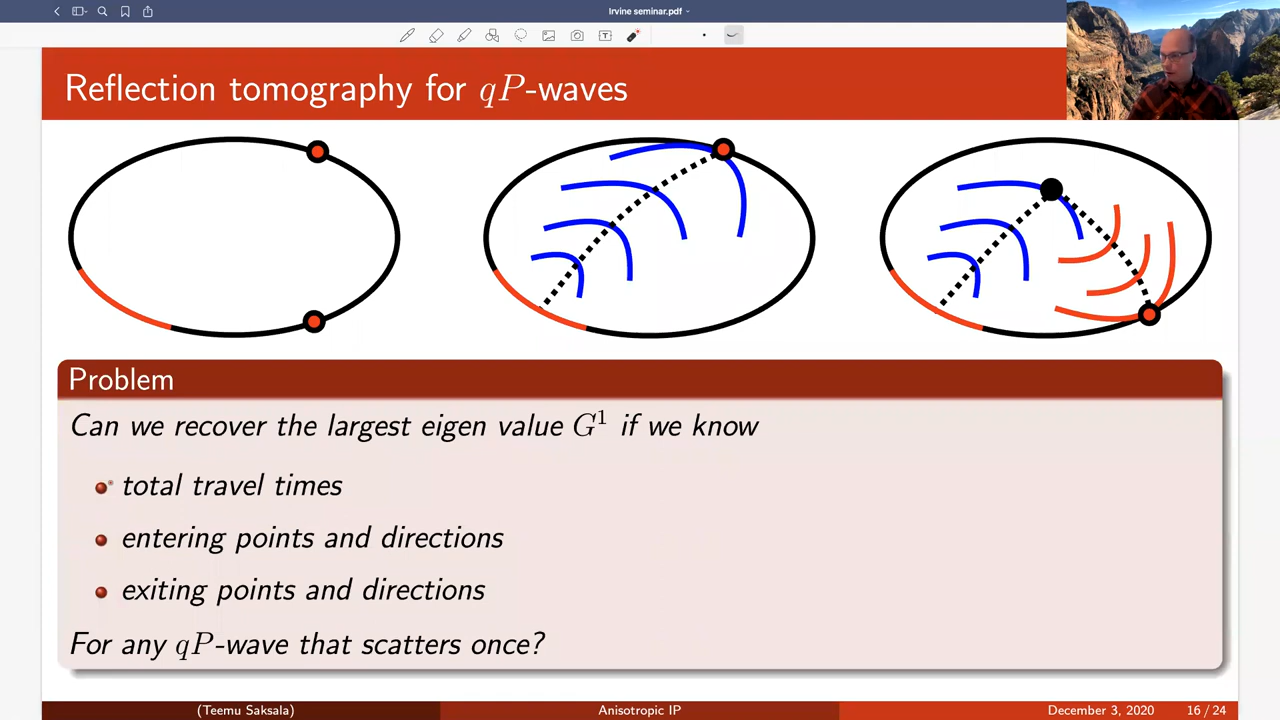 Irvine seminar.pdf
Reflection tomography for qP-waves
Problem
Can we recover the largest eigen value G¹ if we know
total travel times
entering points and directions
exiting points and directions
For any qP-wave that scatters once?
(Teemu Saksala) Anisotropic IP December 3, 2020 16 / 24